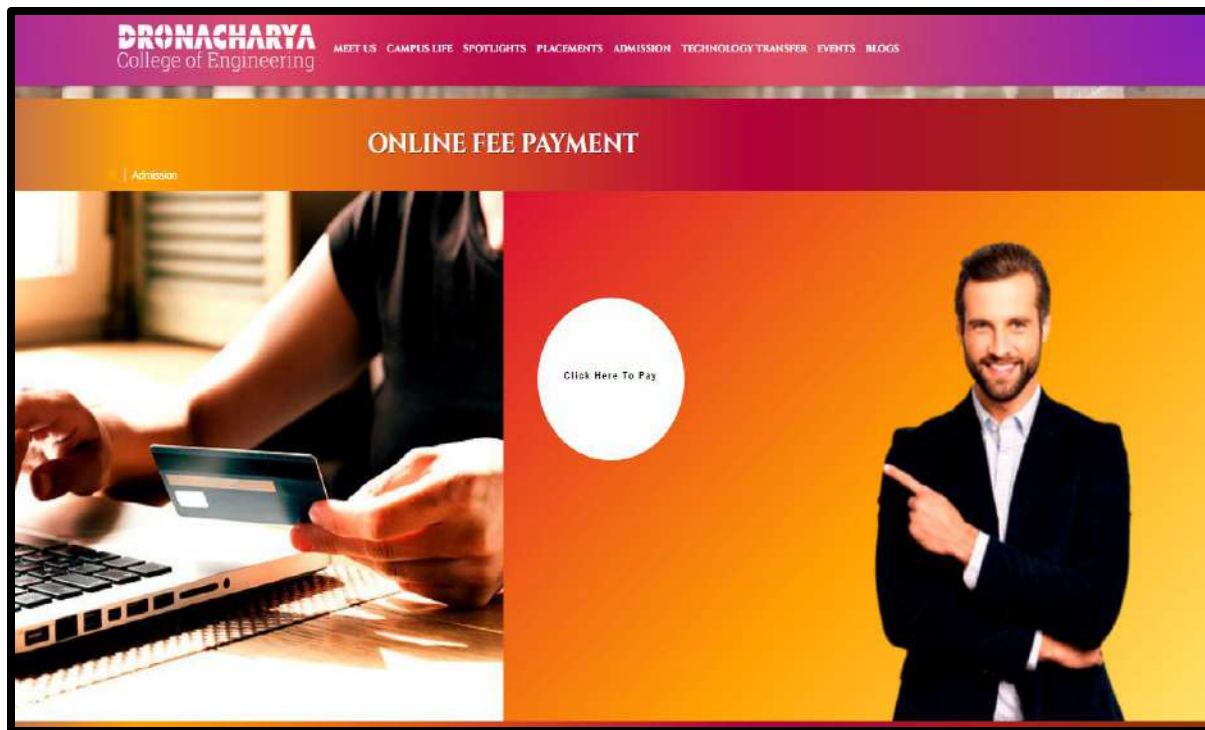 DRONACHARYA
College of Engineering
MEET US CAMPUS LIFE SPOTLIGHTS PLACEMENTS ADMISSION TECHNOLOGY TRANSFER EVENTS BLOGS
ONLINE FEE PAYMENT
| Admission
Click Here To Pay